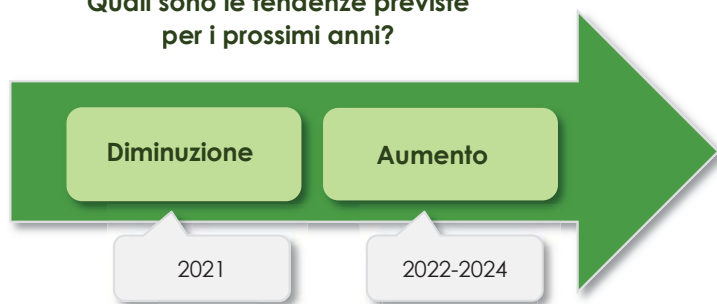 Quali sono le tendenze previste
per i prossimi anni?
Diminuzione
Aumento
2021
2022-2024